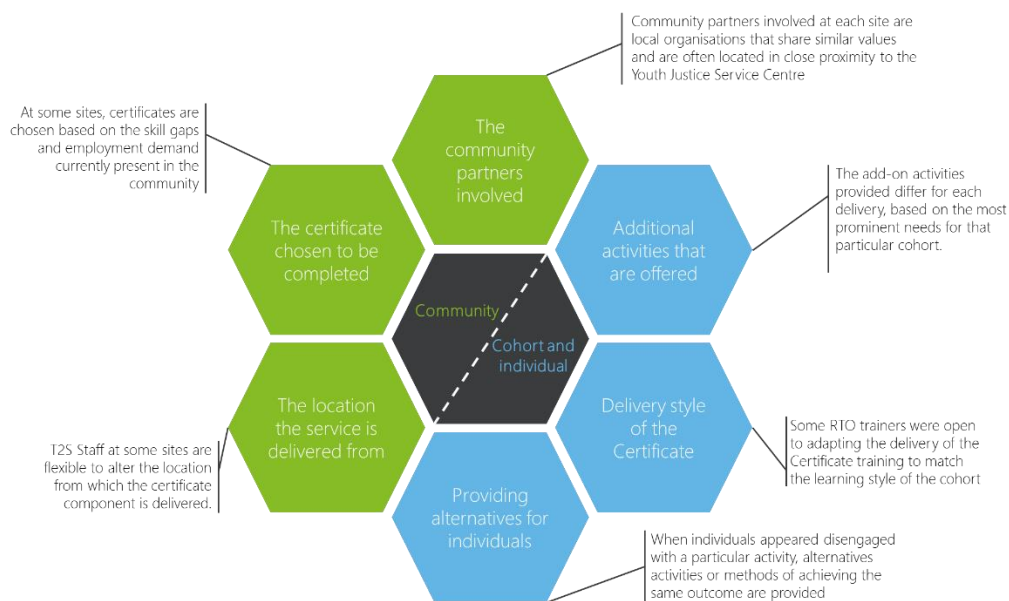 Community partners involved at each site are
local organisations that share similar values
and are often located in close proximity to the
Youth Justice Service Centre
At some sites, certificates are
chosen based on the skill gaps
and employment demand
currently present in the
community
The
community
partners
involved
The add-on activities
provided differ for each
delivery, based on the most
prominent needs for that
particular cohort.
The certificate
chosen to be
completed
Additional
activities that
are offered
Community
Cohort and
individual
The location
the service is
delivered from
Delivery style
of the
Certificate
T2S Staff at some sites are
flexible to alter the location
from which the certificate
component is delivered.
Some RTO trainers were open
to adapting the delivery of the
Certificate training to match
the learning style of the cohort
Providing
alternatives for
individuals
When individuals appeared disengaged
with a particular activity, alternatives
activities or methods of achieving the
same outcome are provided